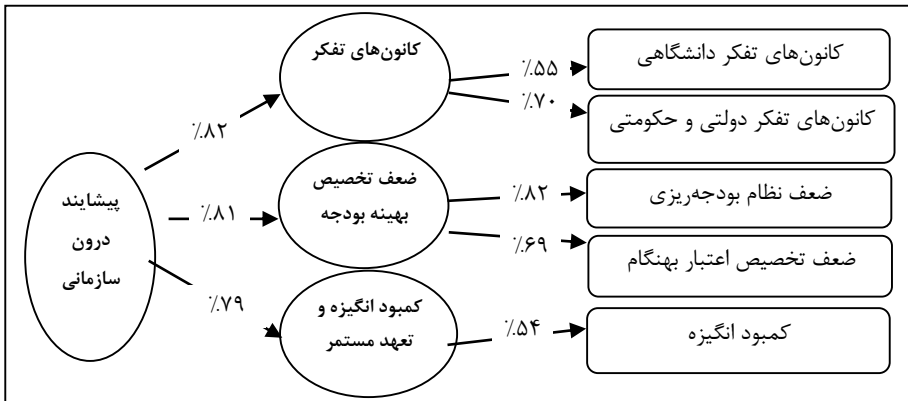 کانون‌های تفکر
کانون‌های تفکر دانشگاهی
٪۵۵
٪۷۰
کانون‌های تفکر دولتی و حکومتی
٪۸۲
پیشایند
درون
سازمانی
٪۸۱
ضعف تخصیص
بهینه بودجه
٪۸۲
ضعف نظام بودجه‌ریزی
٪۶۹
ضعف تخصیص اعتبار بهنگام
٪۷۹
کمبود انگیزه و
تعهد مستمر
٪۵۴
کمبود انگیزه